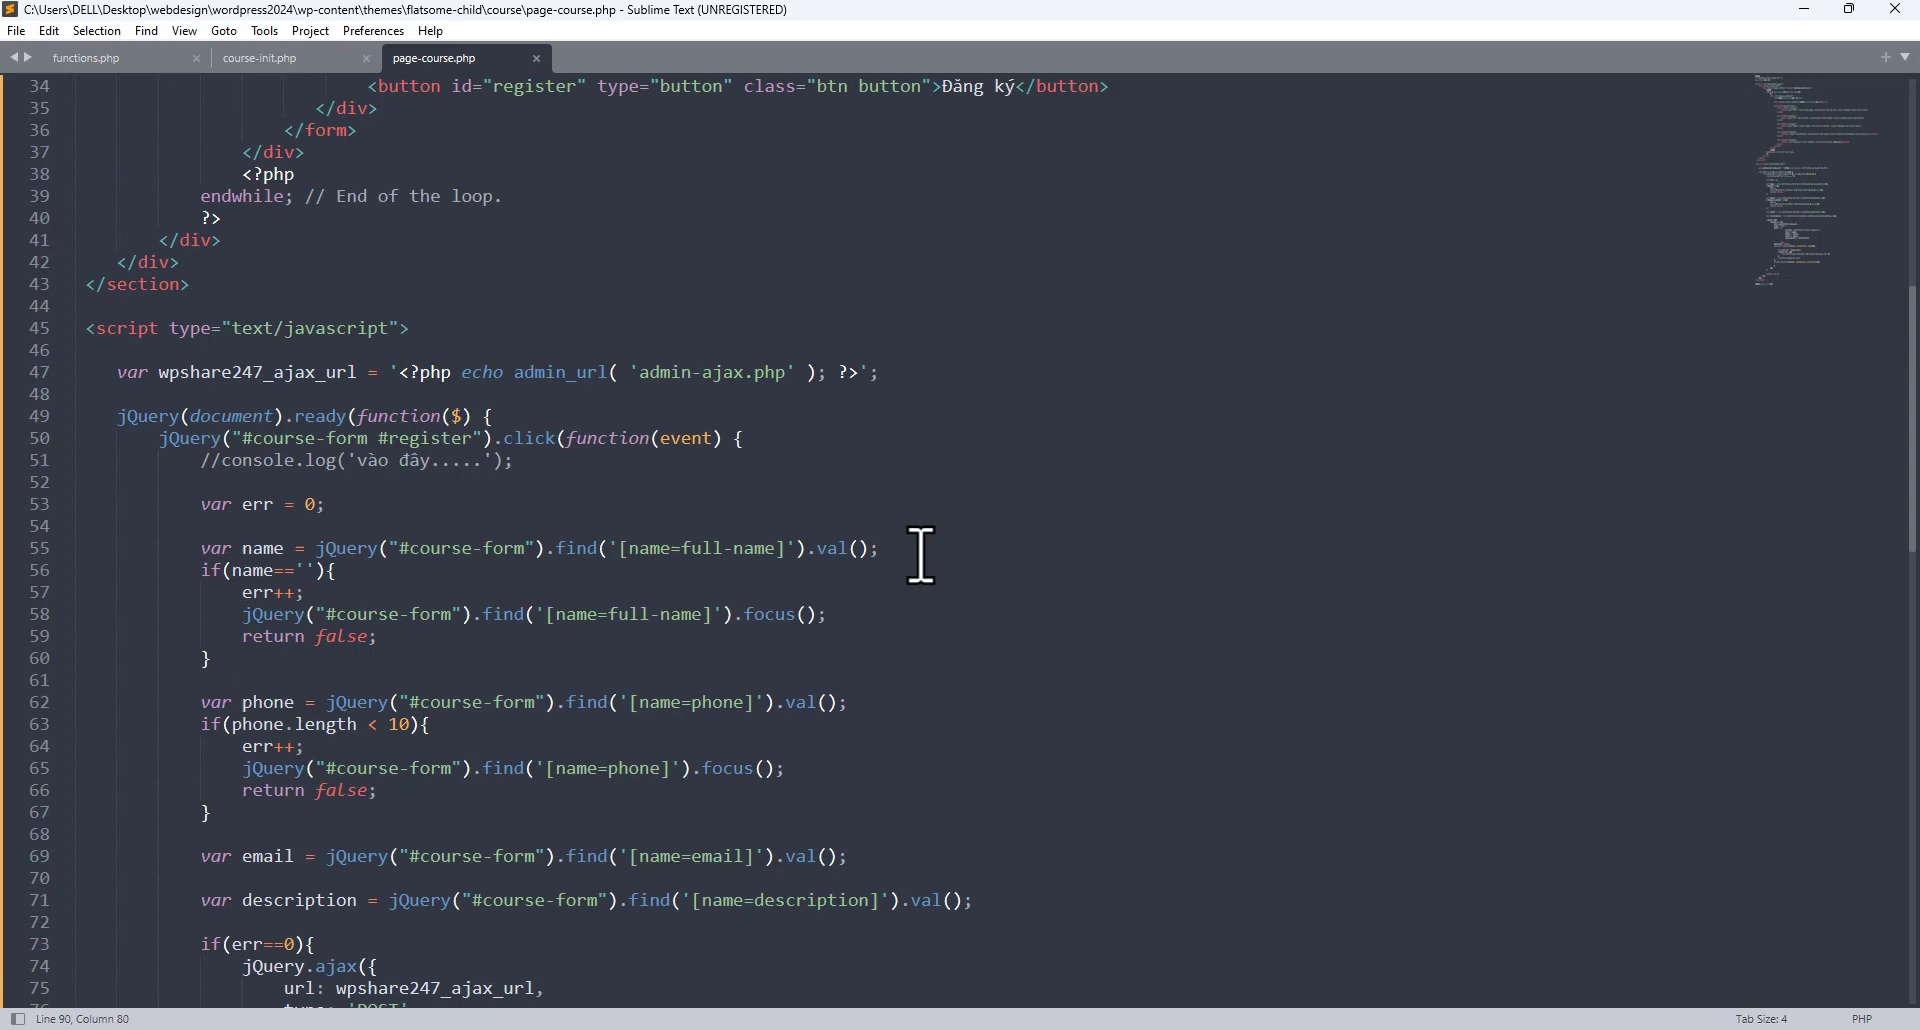 C:\Users\DELL\Desktop\webdesign\wordpress2024\wp-content\themes\flatsome-child\course\page-course.php - Sublime Text (UNREGISTERED)
File Edit Selection Find View Goto Tools Project Preferences Help
functions.php course-init.php page-course.php
34 <button id="register" type="button" class="btn button">Đăng ký</button>
35 </div>
36 </form>
37 </div>
38 <?php
39 endwhile; // End of the loop.
40 ?>
41 </div>
42 </div>
43 </section>
44
45 <script type="text/javascript">
46
47 var wpshare247_ajax_url = '<?php echo admin_url( 'admin-ajax.php' ); ?>';
48
49 jQuery(document).ready(function($) {
50 jQuery("#course-form #register").click(function(event) {
51 //console.log('vào đây.....');
52
53 var err = 0;
54
55 var name = jQuery("#course-form").find('[name=full-name]').val();
56 if(name==''){
57 err++;
58 jQuery("#course-form").find('[name=full-name]').focus();
59 return false;
60 }
61
62 var phone = jQuery("#course-form").find('[name=phone]').val();
63 if(phone.length < 10){
64 err++;
65 jQuery("#course-form").find('[name=phone]').focus();
66 return false;
67 }
68
69 var email = jQuery("#course-form").find('[name=email]').val();
70
71 var description = jQuery("#course-form").find('[name=description]').val();
72
73 if(err==0){
74 jQuery.ajax({
75 url: wpshare247_ajax_url,
Line 90, Column 80 Tab Size: 4 PHP